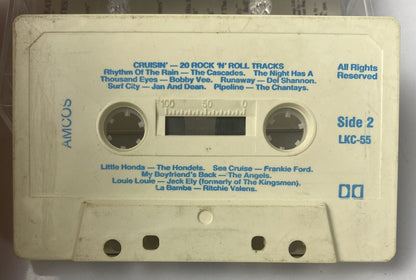 CRUISIN' — 20 ROCK 'N' ROLL TRACKS
Rhythm Of The Rain — The Cascades. The Night Has A
Thousand Eyes — Bobby Vee. Runaway — Del Shannon.
Surf City — Jan And Dean. Pipeline — The Chantays.
All Rights
Reserved
AMCOS
100 50 0
Side 2
LKC-55
Little Honda — The Hondels. Sea Cruise — Frankie Ford.
My Boyfriend's Back — The Angels.
Louie Louie — Jack Ely (formerly of The Kingsmen).
La Bamba — Ritchie Valens.